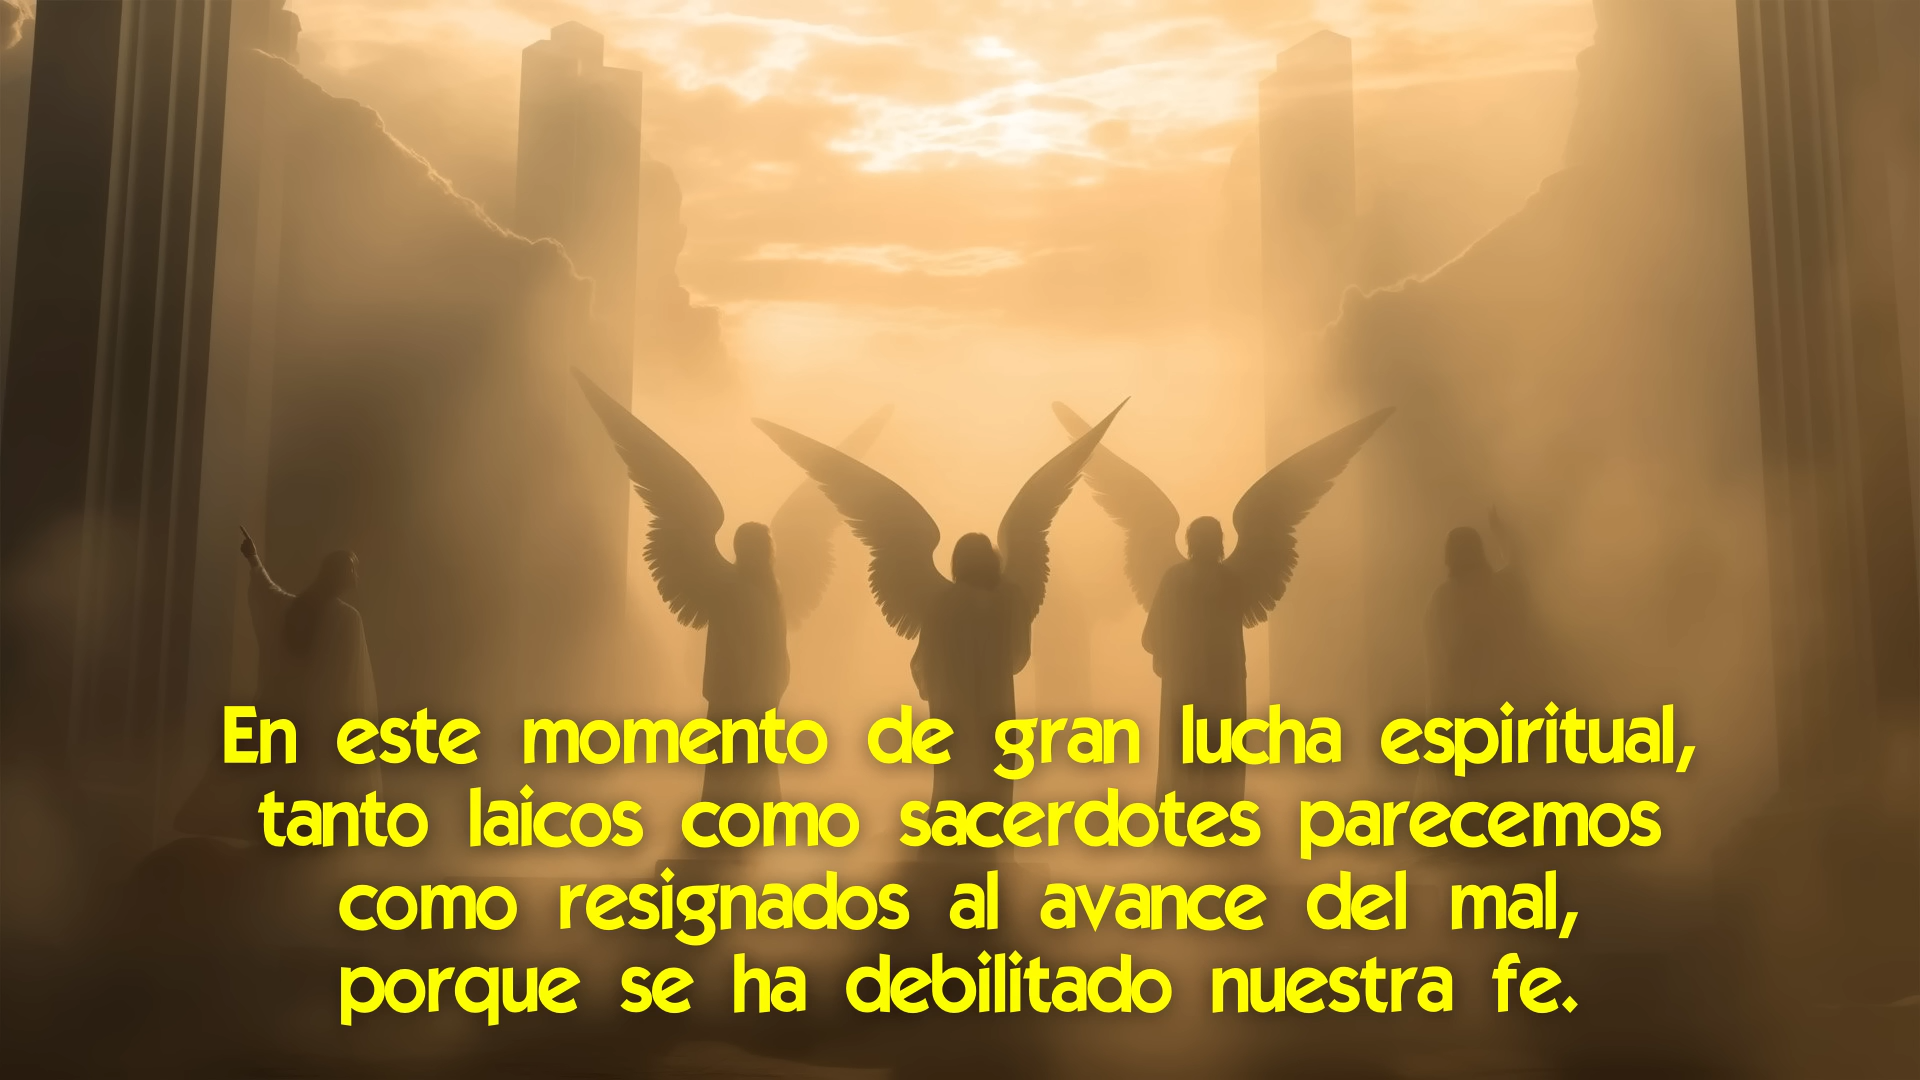 En este momento de gran lucha espiritual,
tanto laicos como sacerdotes parecemos
como resignados al avance del mal,
porque se ha debilitado nuestra fe.